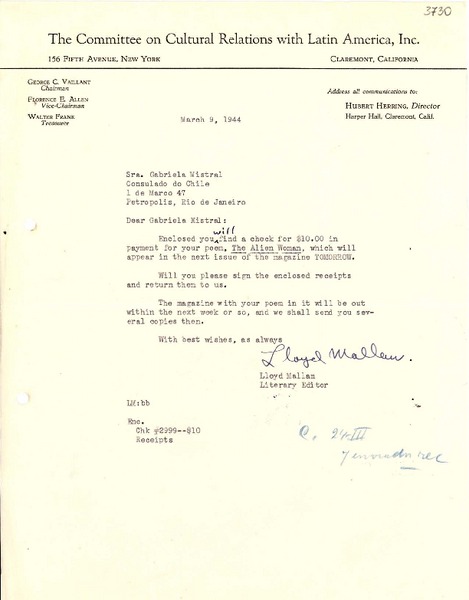 3730
The Committee on Cultural Relations with Latin America, Inc.
156 Fifth Avenue, New York Claremont, California
George C. Vaillant
Chairman
Florence E. Allen
Vice-Chairman
Walter Frank
Treasurer
Address all communications to:
Hubert Herring, Director
Harper Hall, Claremont, Calif.
March 9, 1944
Sra. Gabriela Mistral
Consulado do Chile
1 de Marco 47
Petropolis, Rio de Janeiro
Dear Gabriela Mistral:
will
Enclosed you find a check for $10.00 in
payment for your poem, The Alien Woman, which will
appear in the next issue of the magazine TOMORROW.
Will you please sign the enclosed receipts
and return them to us.
The magazine with your poem in it will be out
within the next week or so, and we shall send you sev-
eral copies then.
With best wishes, as always
Lloyd Mallan.
Lloyd Mallan
Literary Editor
LM:bb
Enc.
Chk #2999--$10
Receipts
C. 24 III